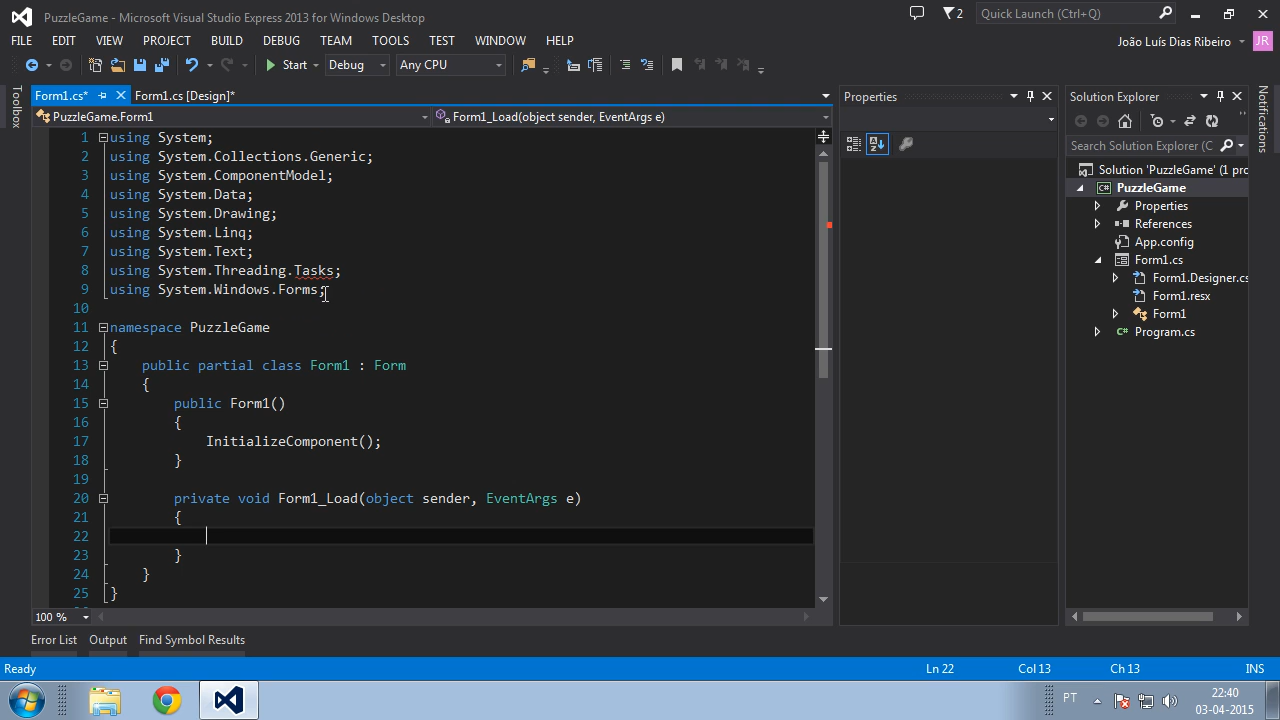 PuzzleGame - Microsoft Visual Studio Express 2013 for Windows Desktop
2
Quick Launch (Ctrl+Q)
FILE EDIT VIEW PROJECT BUILD DEBUG TEAM TOOLS TEST WINDOW HELP
João Luís Dias Ribeiro JR
Start Debug Any CPU
Toolbox
Form1.cs* Form1.cs [Design]*
PuzzleGame.Form1 Form1_Load(object sender, EventArgs e)
1 using System;
2 using System.Collections.Generic;
3 using System.ComponentModel;
4 using System.Data;
5 using System.Drawing;
6 using System.Linq;
7 using System.Text;
8 using System.Threading.Tasks;
9 using System.Windows.Forms;
10
11 namespace PuzzleGame
12 {
13 public partial class Form1 : Form
14 {
15 public Form1()
16 {
17 InitializeComponent();
18 }
19
20 private void Form1_Load(object sender, EventArgs e)
21 {
22
23 }
24 }
25 }
100 %
Properties
Solution Explorer
Search Solution Explorer (C
Solution 'PuzzleGame' (1 pro
C# PuzzleGame
Properties
References
App.config
Form1.cs
Form1.Designer.cs
Form1.resx
Form1
C# Program.cs
Notifications
Error List Output Find Symbol Results
Ready Ln 22 Col 13 Ch 13 INS
PT 22:40
03-04-2015